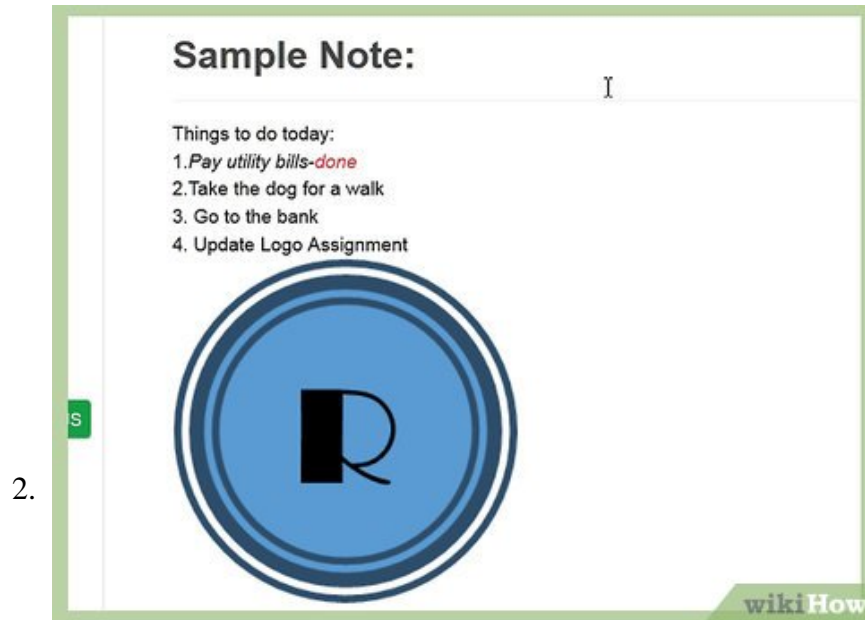 Sample Note:
Things to do today:
1.Pay utility bills-done
2.Take the dog for a walk
3. Go to the bank
4. Update Logo Assignment
R
S
2.
wikiHow